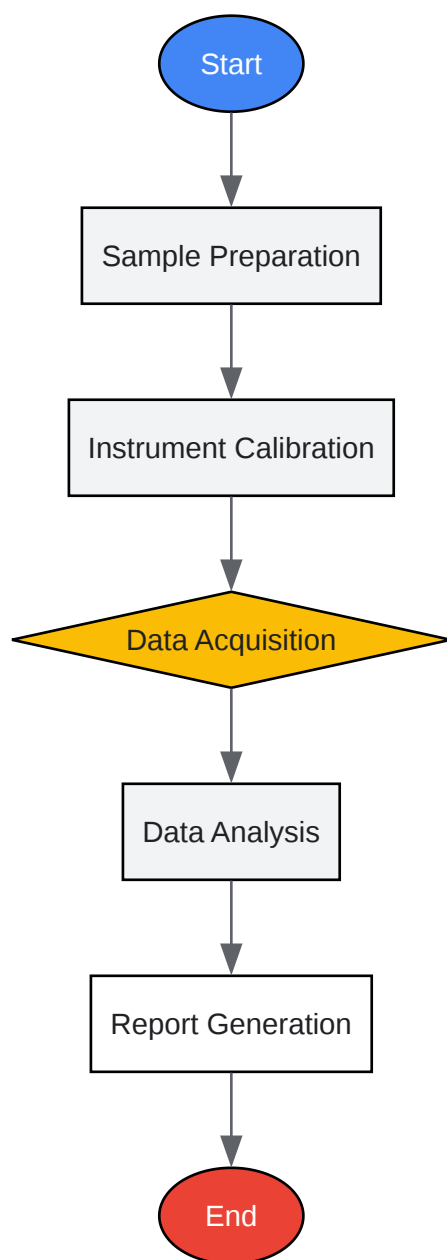 Start
Sample Preparation
Instrument Calibration
Data Acquisition
Data Analysis
Report Generation
End